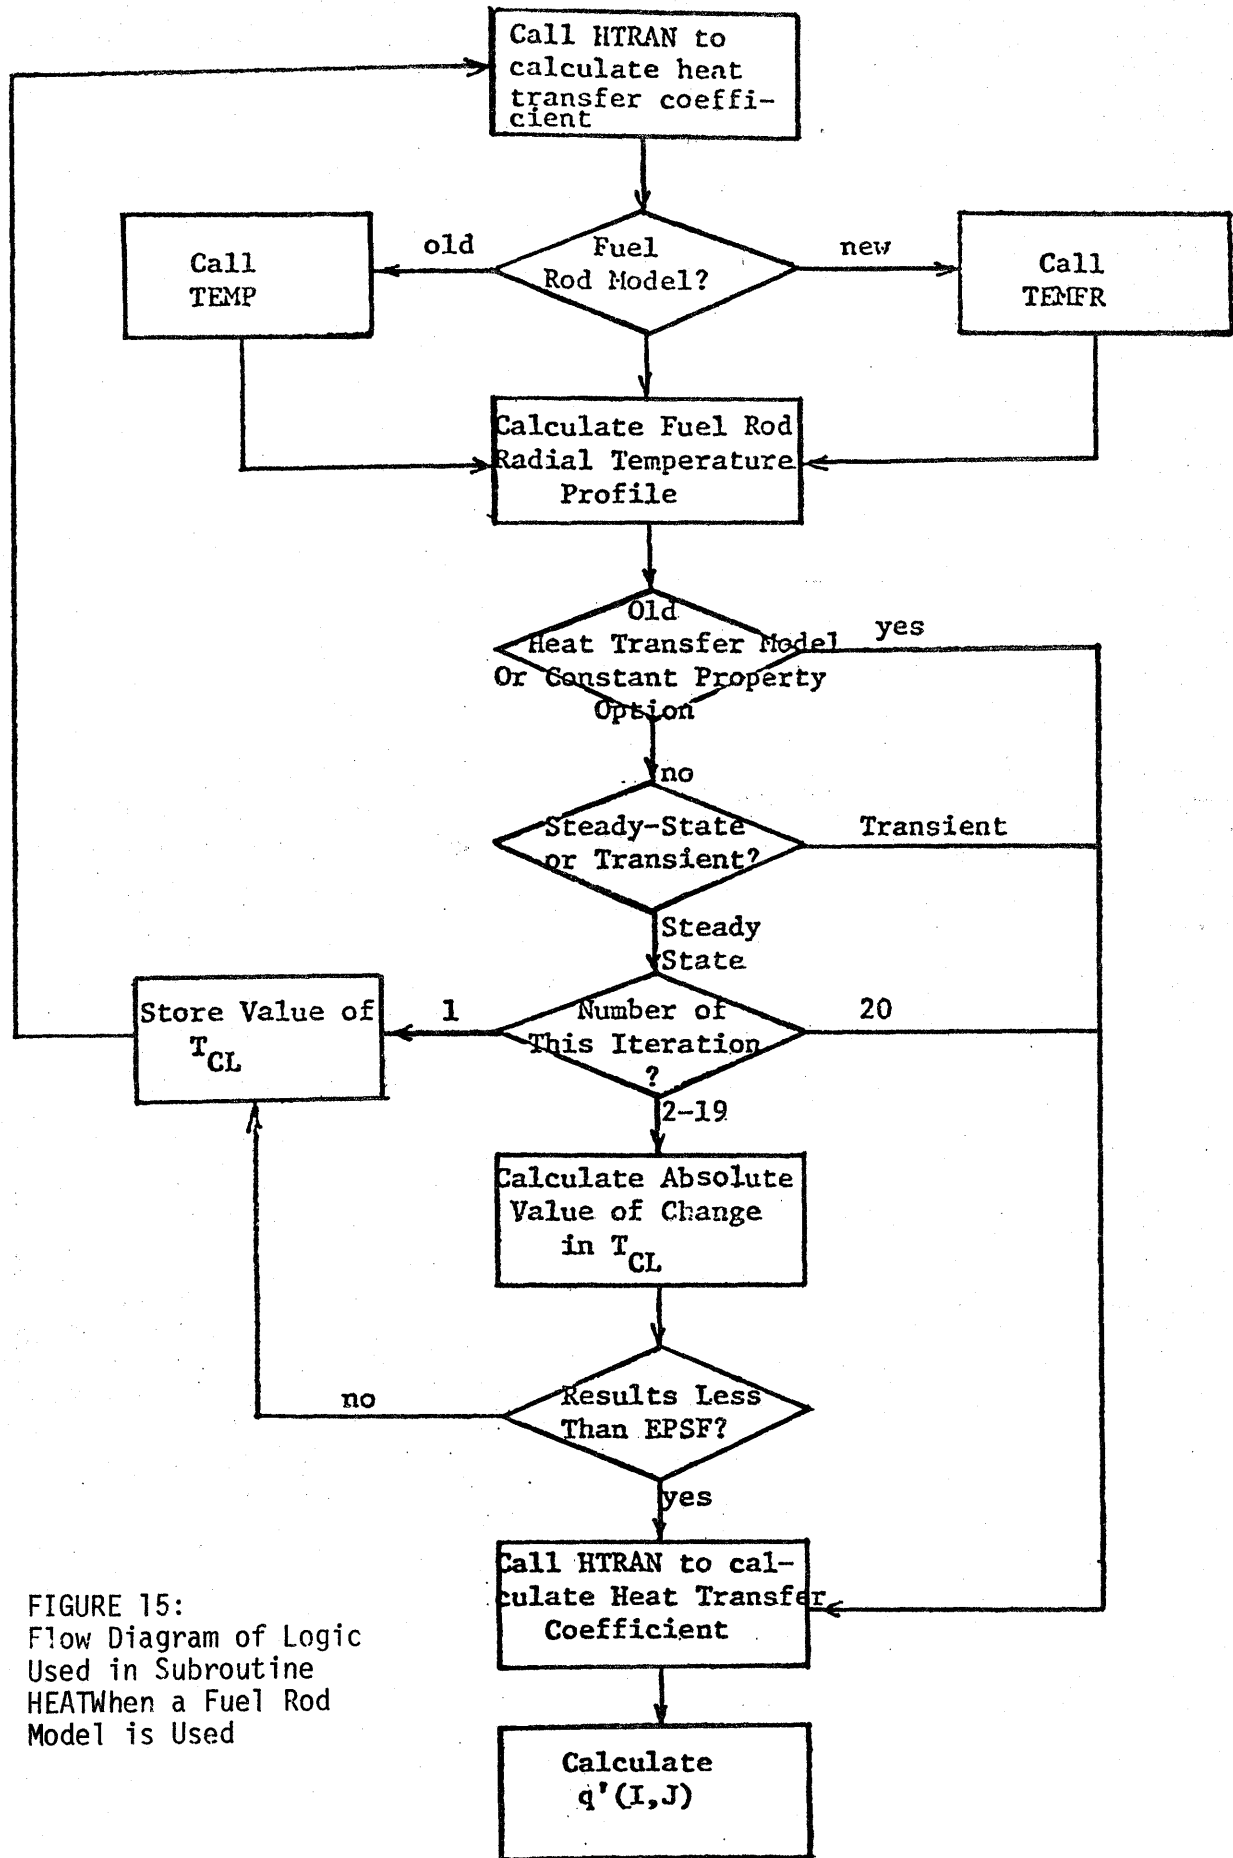 Call HTRAN to
calculate heat
transfer coeffi-
cient
old
Fuel
Rod Model?
new
Call
TEMP
Call
TEMFR
Calculate Fuel Rod
Radial Temperature
Profile
Old
Heat Transfer Model
Or Constant Property
Option
yes
no
Steady-State
or Transient?
Transient
Steady
State
Store Value of
T_CL
1
Number of
This Iteration
?
20
2-19
Calculate Absolute
Value of Change
in T_CL
no
Results Less
Than EPSF?
yes
Call HTRAN to cal-
culate Heat Transfer
Coefficient
Calculate
q'(I,J)
FIGURE 15:
Flow Diagram of Logic
Used in Subroutine
HEATWhen a Fuel Rod
Model is Used